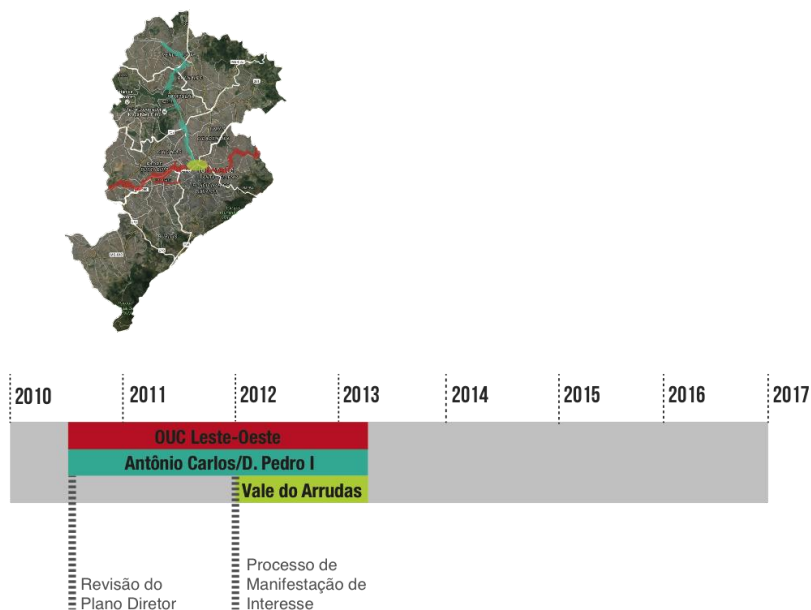 2010
2011
2012
2013
2014
2015
2016
2017
OUC Leste-Oeste
Antônio Carlos/D. Pedro I
Vale do Arrudas
Revisão do
Plano Diretor
Processo de
Manifestação de
Interesse